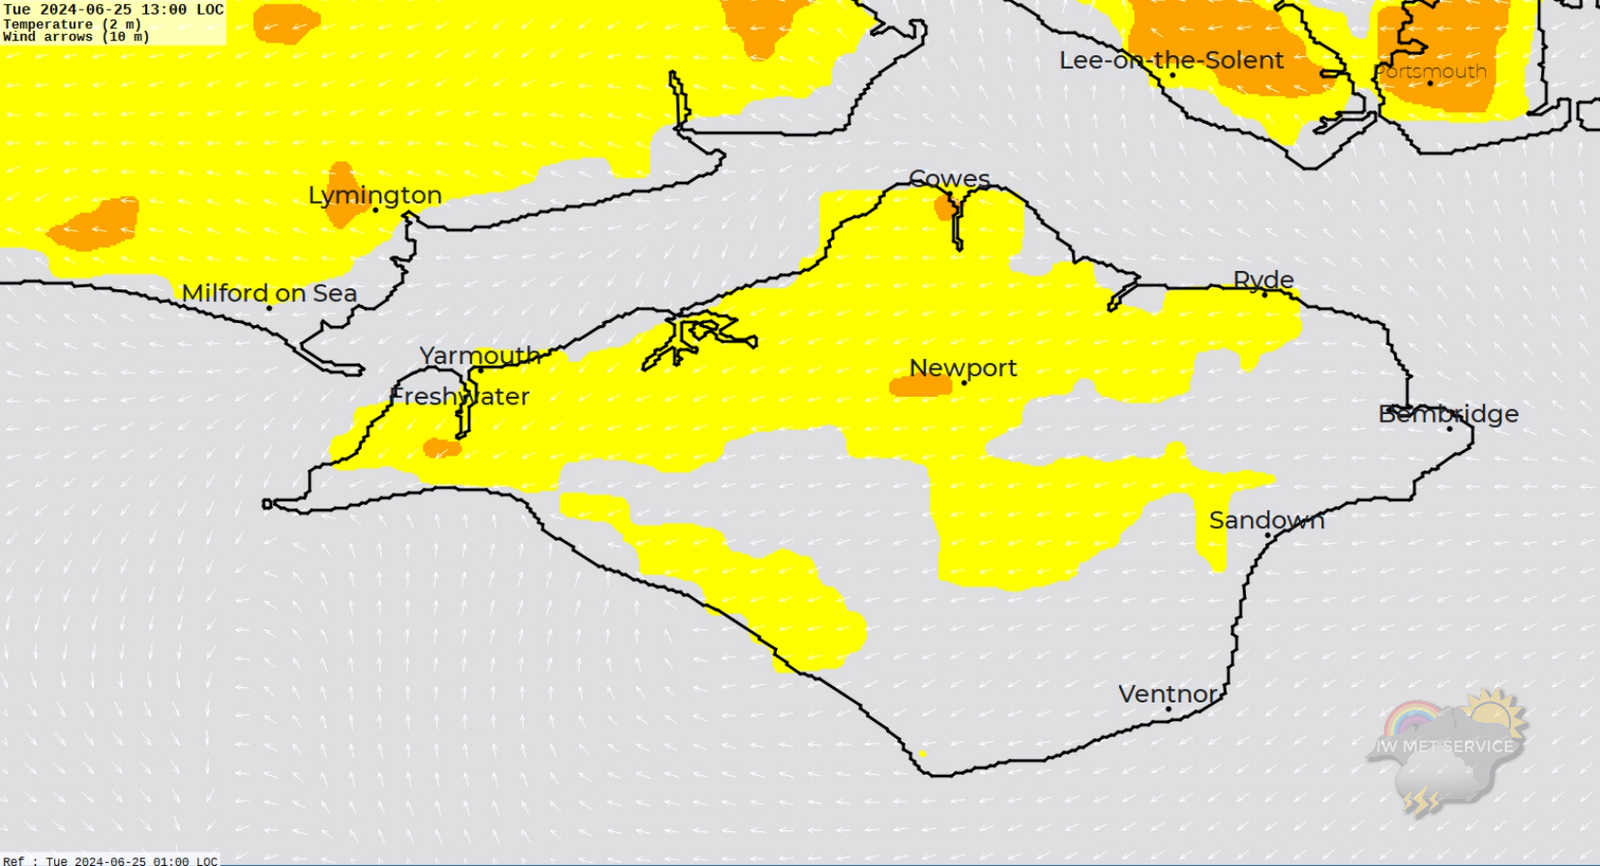 Tue 2024-06-25 13:00 LOC
Temperature (2 m)
Wind arrows (10 m)
Lee-on-the-Solent
Portsmouth
Cowes
Lymington
Ryde
Milford on Sea
Yarmouth
Newport
Freshwater
Bembridge
Sandown
Ventnor
IW MET SERVICE
Ref : Tue 2024-06-25 01:00 LOC